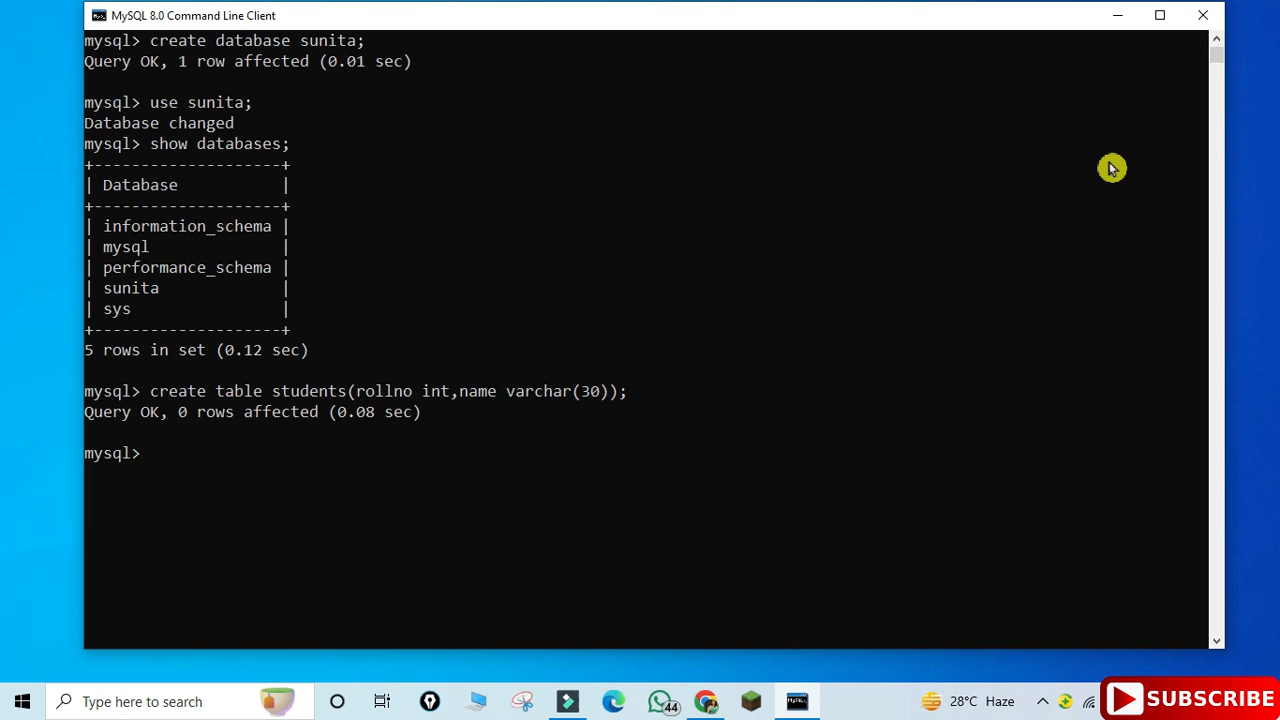 MySQL 8.0 Command Line Client
mysql> create database sunita;
Query OK, 1 row affected (0.01 sec)
mysql> use sunita;
Database changed
mysql> show databases;
+--------------------+
| Database           |
+--------------------+
| information_schema |
| mysql              |
| performance_schema |
| sunita             |
| sys                |
+--------------------+
5 rows in set (0.12 sec)
mysql> create table students(rollno int,name varchar(30));
Query OK, 0 rows affected (0.08 sec)
mysql>
Type here to search
44
28°C Haze
SUBSCRIBE